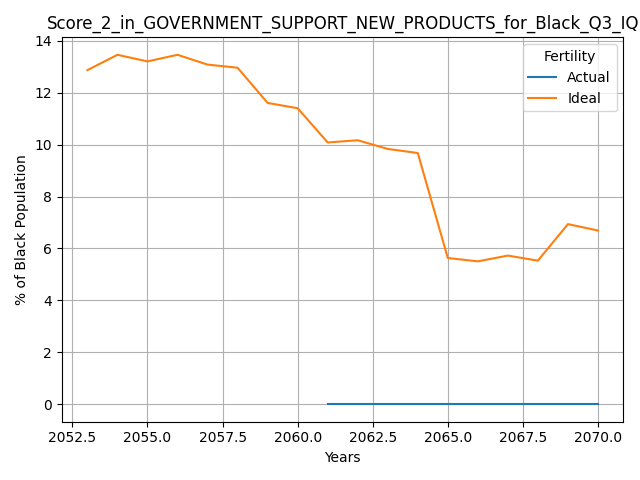 Score_2_in_GOVERNMENT_SUPPORT_NEW_PRODUCTS_for_Black_Q3_IQ
Fertility
Actual
Ideal
% of Black Population
14
12
10
8
6
4
2
0
2052.5 2055.0 2057.5 2060.0 2062.5 2065.0 2067.5 2070.0
Years